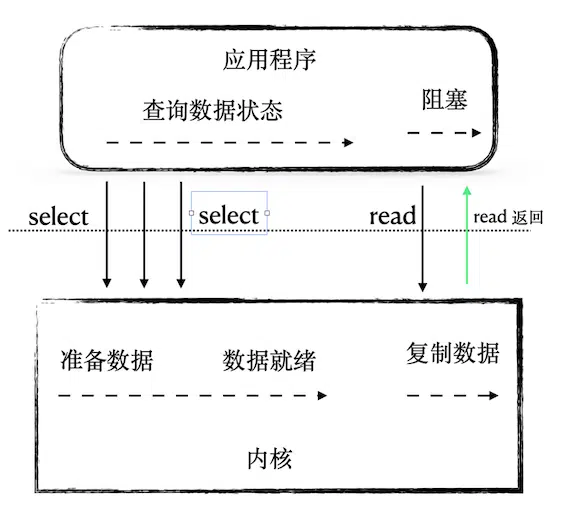 应用程序
查询数据状态
阻塞
select
select
read
read 返回
准备数据
数据就绪
复制数据
内核